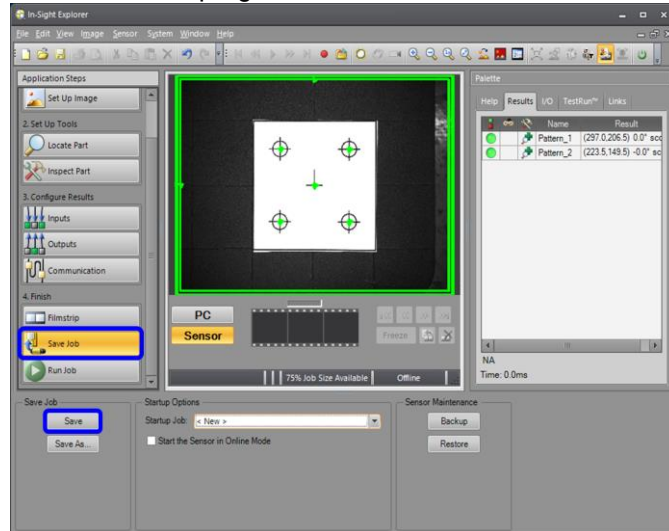 In-Sight Explorer
File Edit View Image Sensor System Window Help
Application Steps
Set Up Image
2. Set Up Tools
Locate Part
Inspect Part
3. Configure Results
Inputs
Outputs
Communication
4. Finish
Filmstrip
Save Job
Run Job
PC
Sensor
Freeze
75% Job Size Available
Offline
Palette
Help Results I/O TestRun™ Links
Name Result
Pattern_1 (297.0,206.5) 0.0° sco
Pattern_2 (223.5,149.5) -0.0° sc
NA
Time: 0.0ms
Save Job
Save
Save As...
Startup Options
Startup Job: < New >
Start the Sensor in Online Mode
Sensor Maintenance
Backup
Restore